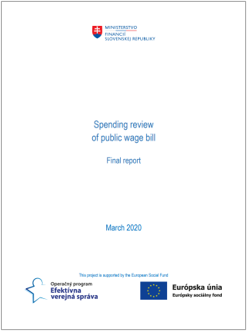 MINISTERSTVO
FINANCIÍ
SLOVENSKEJ REPUBLIKY
Spending review
of public wage bill
Final report
March 2020
This project is supported by the European Social Fund
Operačný program
Efektívna
verejná správa
Európska únia
Európsky sociálny fond